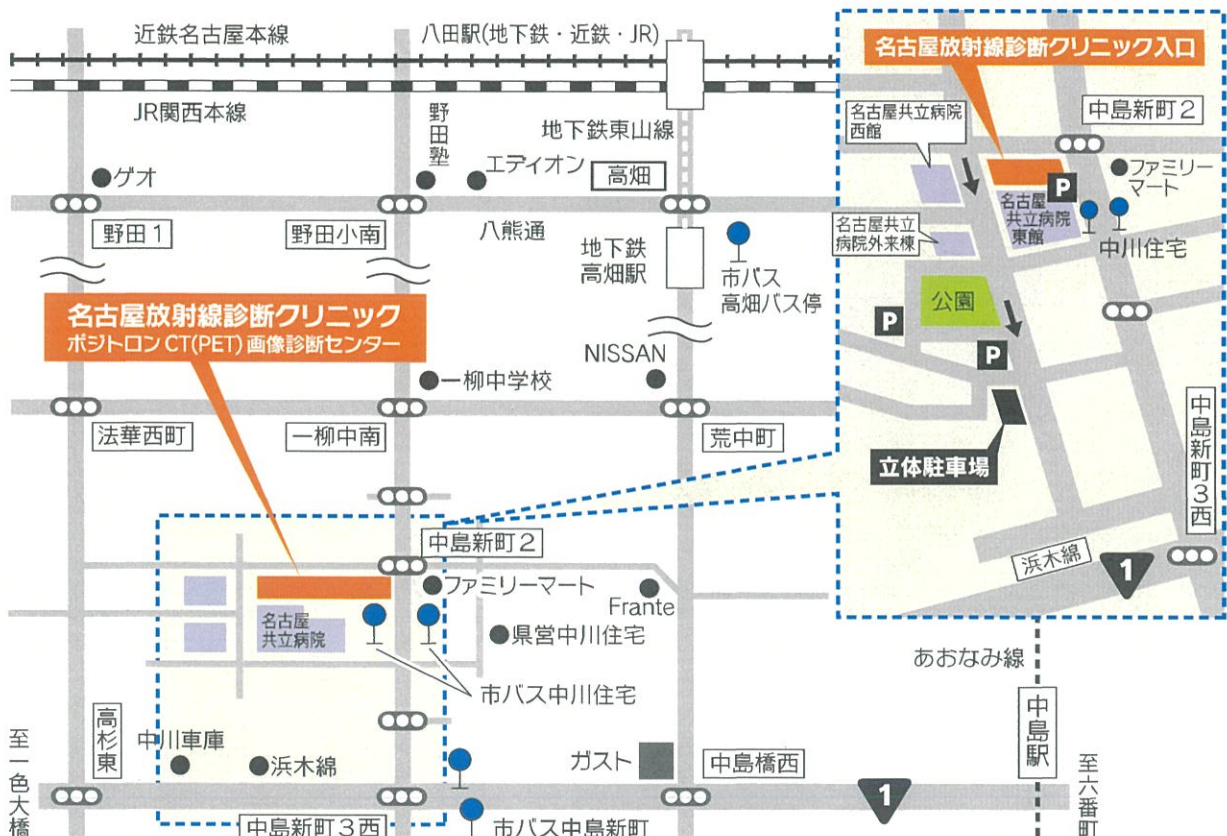 近鉄名古屋本線
八田駅(地下鉄・近鉄・JR)
JR関西本線
野田塾
地下鉄東山線
ゲオ
エディオン
高畑
野田1
野田小南
八熊通
地下鉄
高畑駅
市バス
高畑バス停
名古屋放射線診断クリニック
ポジトロンCT(PET)画像診断センター
NISSAN
一柳中学校
法華西町
一柳中南
荒中町
中島新町2
ファミリーマート
Frante
名古屋
共立病院
県営中川住宅
市バス中川住宅
高杉東
中川車庫
浜木綿
ガスト
中島橋西
至一色大橋
中島新町3西
市バス中島新町
1
あおなみ線
中島駅
至六番町
名古屋放射線診断クリニック入口
名古屋共立病院
西館
中島新町2
ファミリー
マート
P
名古屋
共立病院
東館
名古屋共立
病院外来棟
中川住宅
公園
P
P
立体駐車場
中島新町3西
浜木綿
1